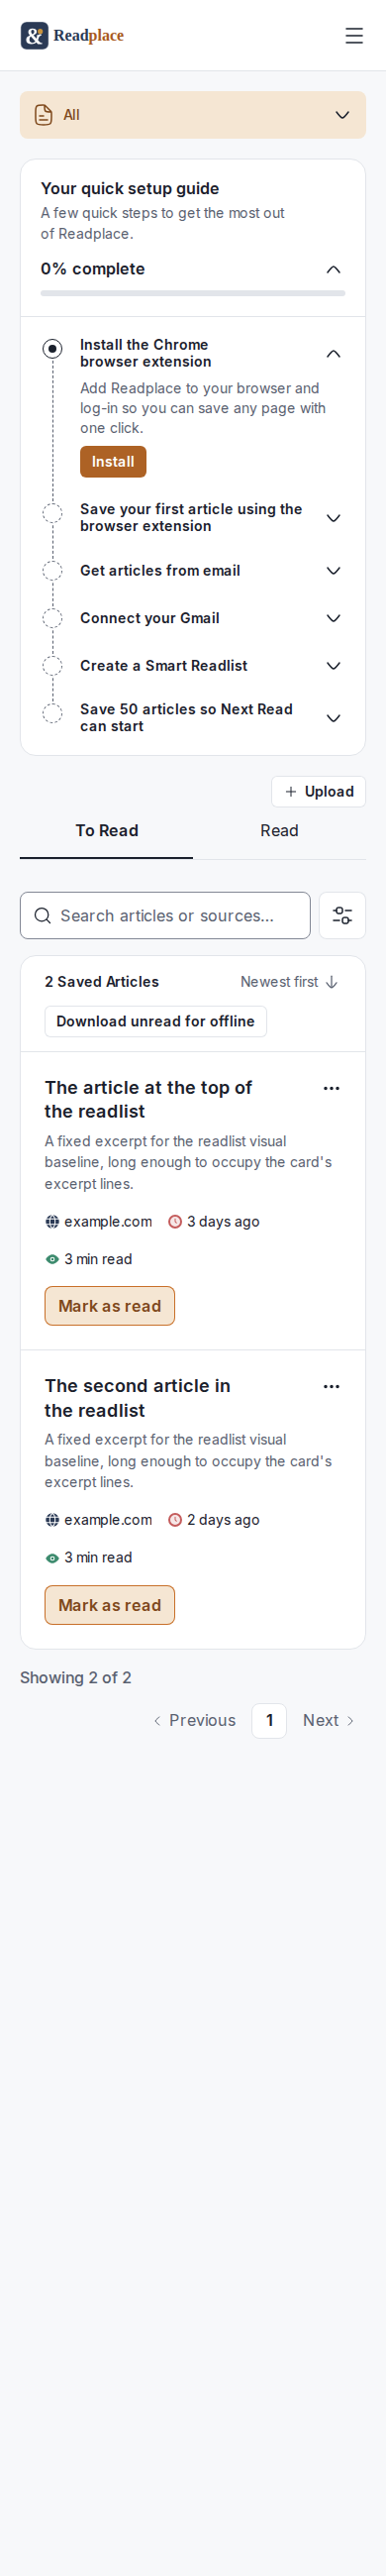 & Readplace
All
Your quick setup guide
A few quick steps to get the most out
of Readplace.
0% complete
Install the Chrome
browser extension
Add Readplace to your browser and
log-in so you can save any page with
one click.
Install
Save your first article using the
browser extension
Get articles from email
Connect your Gmail
Create a Smart Readlist
Save 50 articles so Next Read
can start
Upload
To Read
Read
Search articles or sources...
2 Saved Articles
Newest first
Download unread for offline
The article at the top of
the readlist
A fixed excerpt for the readlist visual
baseline, long enough to occupy the card's
excerpt lines.
example.com 3 days ago
3 min read
Mark as read
The second article in
the readlist
A fixed excerpt for the readlist visual
baseline, long enough to occupy the card's
excerpt lines.
example.com 2 days ago
3 min read
Mark as read
Showing 2 of 2
Previous 1 Next